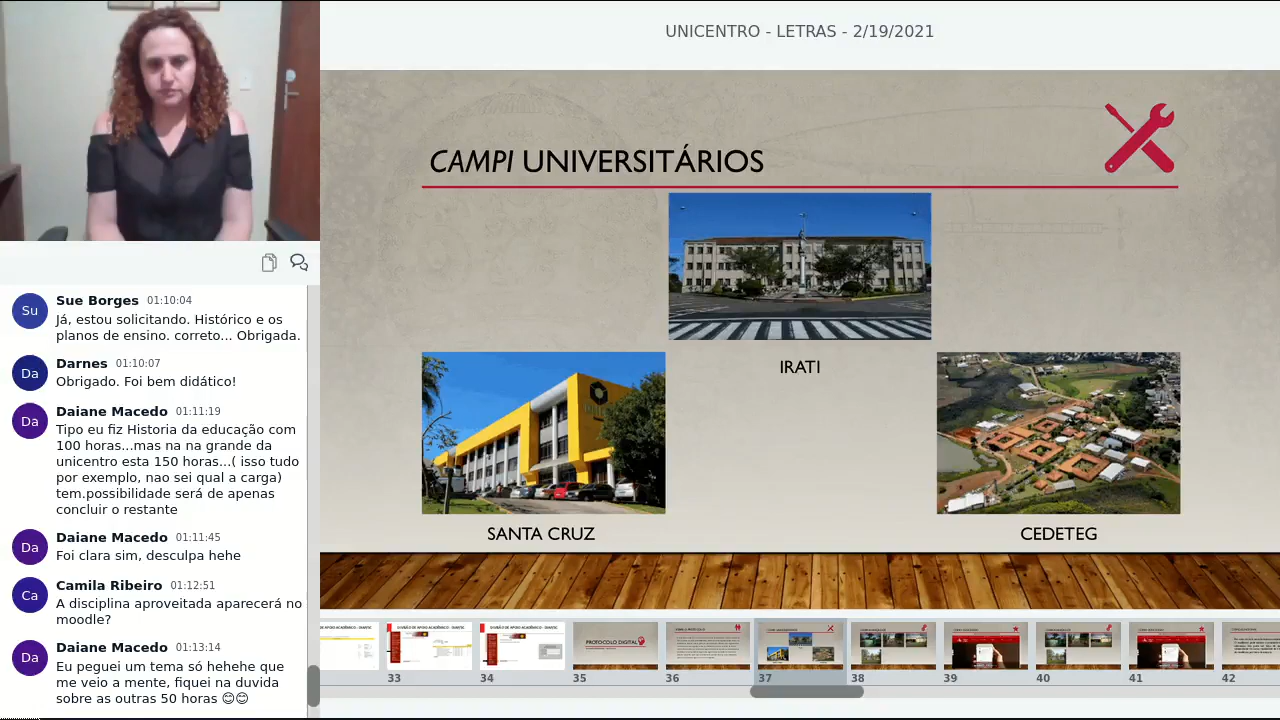 UNICENTRO - LETRAS - 2/19/2021
CAMPI UNIVERSITÁRIOS
IRATI
SANTA CRUZ
CEDETEG
Su
Sue Borges 01:10:04
Já, estou solicitando. Histórico e os
planos de ensino. correto... Obrigada.
Da
Darnes 01:10:07
Obrigado. Foi bem didático!
Da
Daiane Macedo 01:11:19
Tipo eu fiz Historia da educação com
100 horas...mas na na grande da
unicentro esta 150 horas...( isso tudo
por exemplo, nao sei qual a carga)
tem.possibilidade será de apenas
concluir o restante
Da
Daiane Macedo 01:11:45
Foi clara sim, desculpa hehe
Ca
Camila Ribeiro 01:12:51
A disciplina aproveitada aparecerá no
moodle?
Da
Daiane Macedo 01:13:14
Eu peguei um tema só hehehe que
me veio a mente, fiquei na duvida
sobre as outras 50 horas 😊😊
PROTOCOLO DIGITAL
33 34 35 36 37 38 39 40 41 42